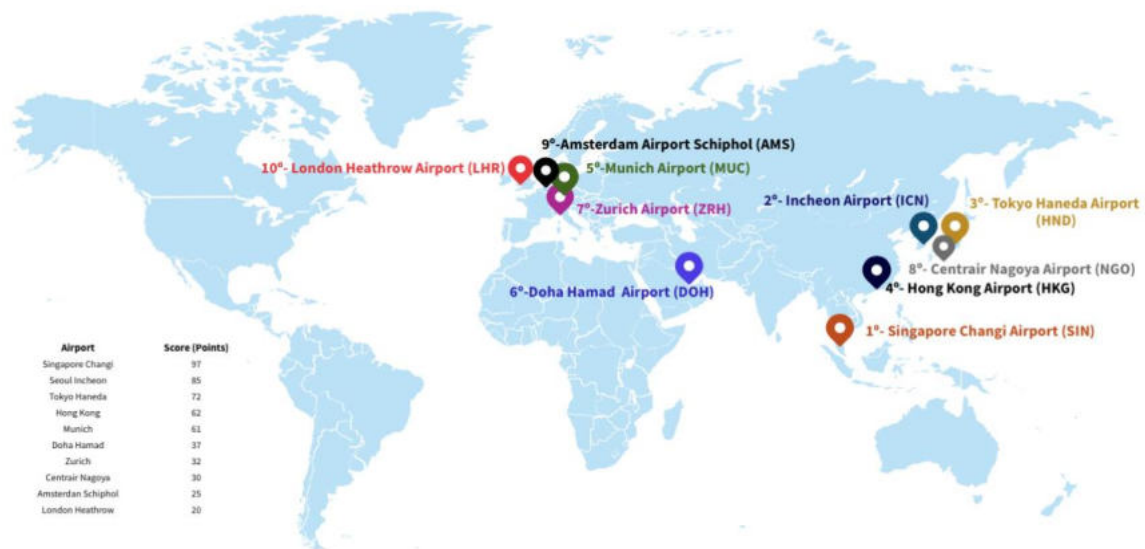 9º-Amsterdam Airport Schiphol (AMS)
10º- London Heathrow Airport (LHR)
5º-Munich Airport (MUC)
7º-Zurich Airport (ZRH)
2º- Incheon Airport (ICN)
3º- Tokyo Haneda Airport
(HND)
8º- Centrair Nagoya Airport (NGO)
6º-Doha Hamad Airport (DOH)
4º- Hong Kong Airport (HKG)
1º- Singapore Changi Airport (SIN)
Airport Score (Points)
Singapore Changi 97
Seoul Incheon 85
Tokyo Haneda 72
Hong Kong 62
Munich 61
Doha Hamad 37
Zurich 32
Centrair Nagoya 30
Amsterdan Schiphol 25
London Heathrow 20